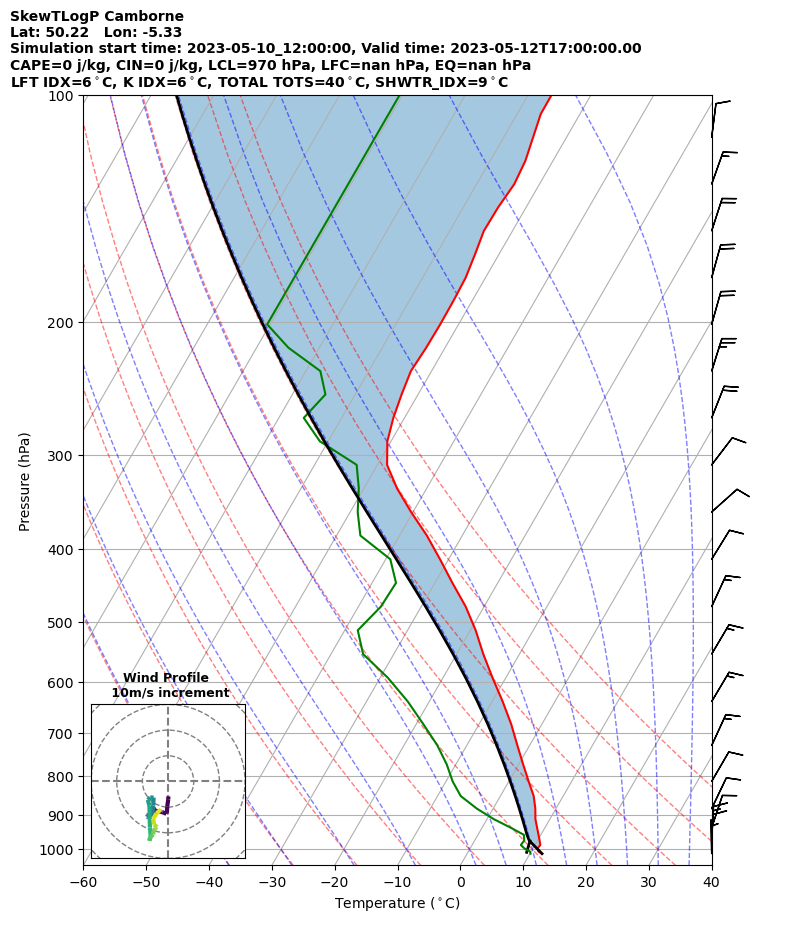 SkewTLogP Camborne
Lat: 50.22   Lon: -5.33
Simulation start time: 2023-05-10_12:00:00, Valid time: 2023-05-12T17:00:00.00
CAPE=0 j/kg, CIN=0 j/kg, LCL=970 hPa, LFC=nan hPa, EQ=nan hPa
LFT IDX=6°C, K IDX=6°C, TOTAL TOTS=40°C, SHWTR_IDX=9°C
100
200
300
400
500
600
700
800
900
1000
Pressure (hPa)
Wind Profile
10m/s increment
−60 −50 −40 −30 −20 −10 0 10 20 30 40
Temperature (°C)